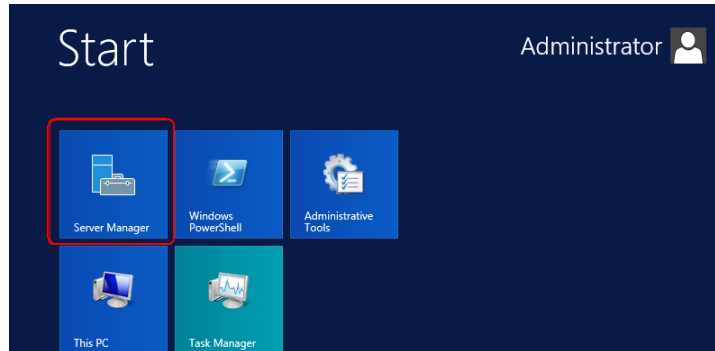 Start
Administrator
Server Manager
Windows
PowerShell
Administrative
Tools
This PC
Task Manager